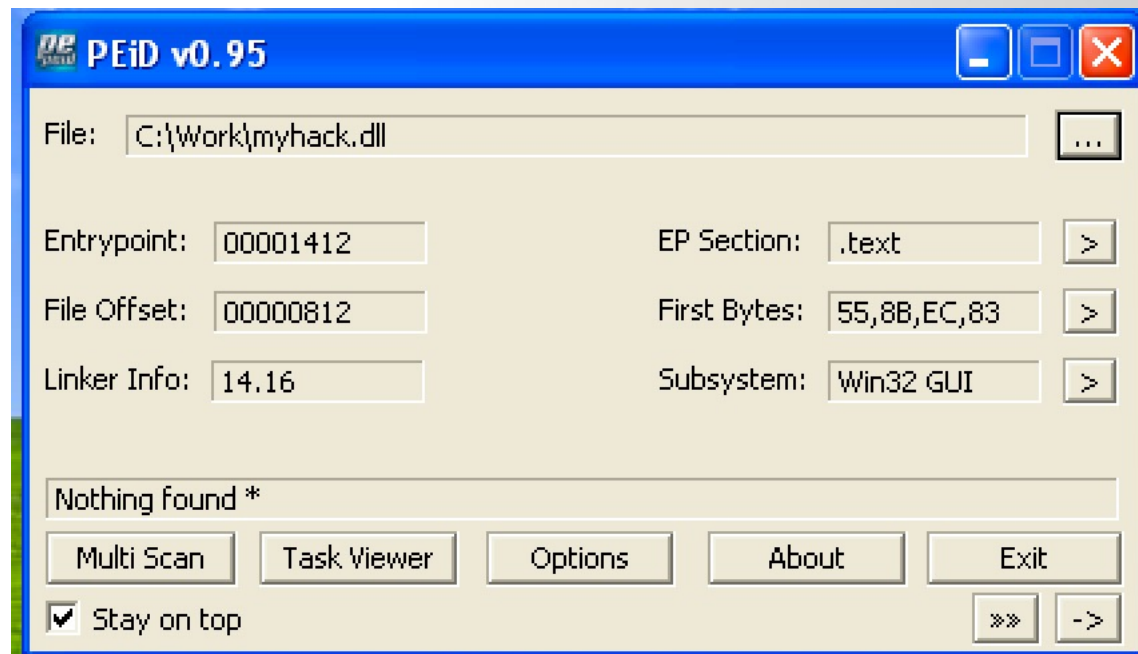 PEiD v0.95
File: C:\Work\myhack.dll ...
Entrypoint: 00001412 EP Section: .text >
File Offset: 00000812 First Bytes: 55,8B,EC,83 >
Linker Info: 14.16 Subsystem: Win32 GUI >
Nothing found *
Multi Scan Task Viewer Options About Exit
Stay on top »» ->